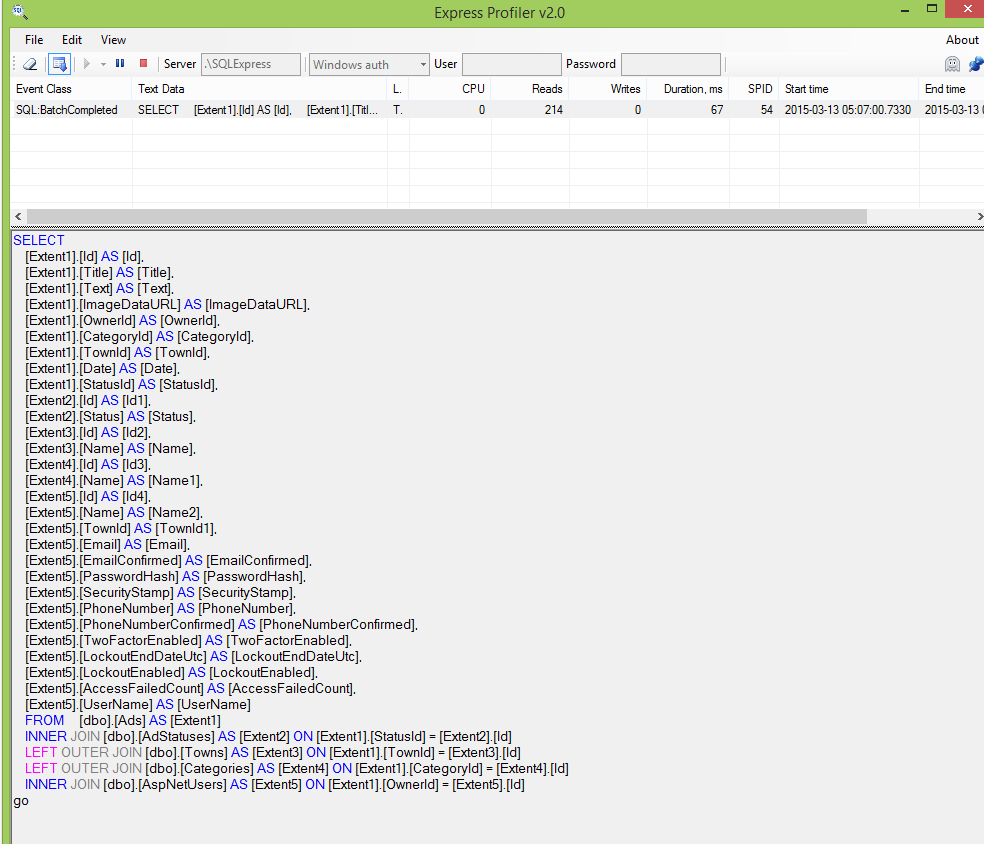 Express Profiler v2.0
File Edit View About
Server .\SQLExpress Windows auth User Password
Event Class Text Data L. CPU Reads Writes Duration, ms SPID Start time End time
SQL:BatchCompleted SELECT [Extent1].[Id] AS [Id], [Extent1].[Titl... T. 0 214 0 67 54 2015-03-13 05:07:00.7330 2015-03-13
SELECT
[Extent1].[Id] AS [Id],
[Extent1].[Title] AS [Title],
[Extent1].[Text] AS [Text],
[Extent1].[ImageDataURL] AS [ImageDataURL],
[Extent1].[OwnerId] AS [OwnerId],
[Extent1].[CategoryId] AS [CategoryId],
[Extent1].[TownId] AS [TownId],
[Extent1].[Date] AS [Date],
[Extent1].[StatusId] AS [StatusId],
[Extent2].[Id] AS [Id1],
[Extent2].[Status] AS [Status],
[Extent3].[Id] AS [Id2],
[Extent3].[Name] AS [Name],
[Extent4].[Id] AS [Id3],
[Extent4].[Name] AS [Name1],
[Extent5].[Id] AS [Id4],
[Extent5].[Name] AS [Name2],
[Extent5].[TownId] AS [TownId1],
[Extent5].[Email] AS [Email],
[Extent5].[EmailConfirmed] AS [EmailConfirmed],
[Extent5].[PasswordHash] AS [PasswordHash],
[Extent5].[SecurityStamp] AS [SecurityStamp],
[Extent5].[PhoneNumber] AS [PhoneNumber],
[Extent5].[PhoneNumberConfirmed] AS [PhoneNumberConfirmed],
[Extent5].[TwoFactorEnabled] AS [TwoFactorEnabled],
[Extent5].[LockoutEndDateUtc] AS [LockoutEndDateUtc],
[Extent5].[LockoutEnabled] AS [LockoutEnabled],
[Extent5].[AccessFailedCount] AS [AccessFailedCount],
[Extent5].[UserName] AS [UserName]
FROM [dbo].[Ads] AS [Extent1]
INNER JOIN [dbo].[AdStatuses] AS [Extent2] ON [Extent1].[StatusId] = [Extent2].[Id]
LEFT OUTER JOIN [dbo].[Towns] AS [Extent3] ON [Extent1].[TownId] = [Extent3].[Id]
LEFT OUTER JOIN [dbo].[Categories] AS [Extent4] ON [Extent1].[CategoryId] = [Extent4].[Id]
INNER JOIN [dbo].[AspNetUsers] AS [Extent5] ON [Extent1].[OwnerId] = [Extent5].[Id]
go